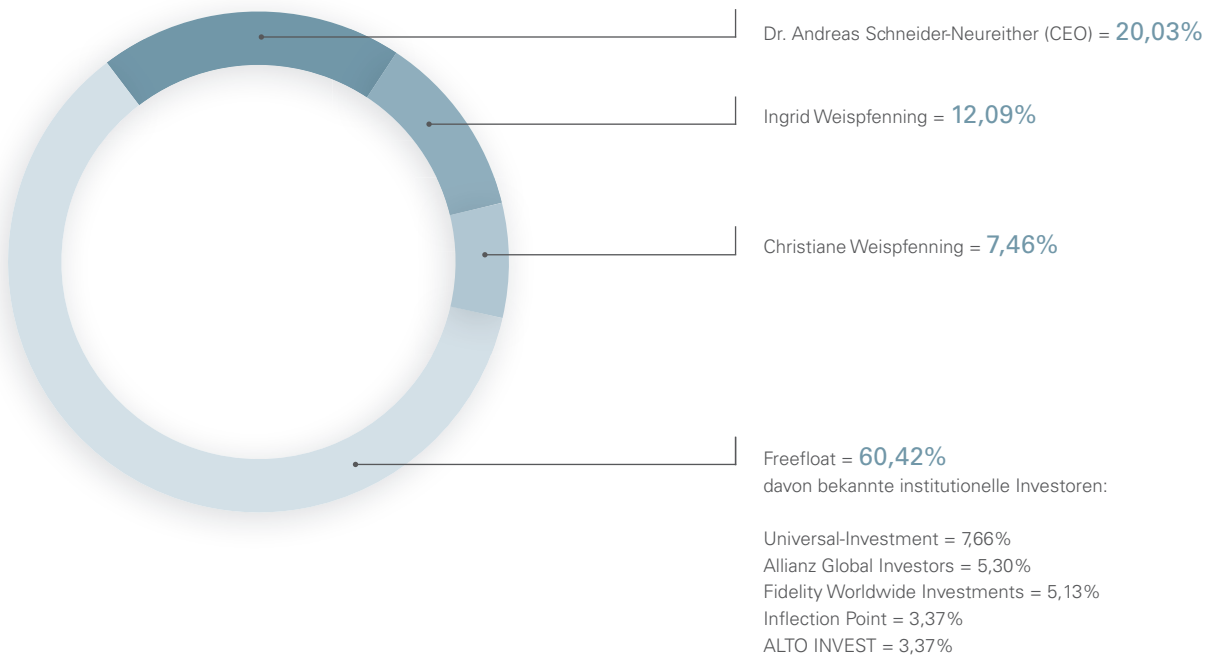 Dr. Andreas Schneider-Neureither (CEO) = 20,03%
Ingrid Weispfenning = 12,09%
Christiane Weispfenning = 7,46%
Freefloat = 60,42%
davon bekannte institutionelle Investoren:
Universal-Investment = 7,66%
Allianz Global Investors = 5,30%
Fidelity Worldwide Investments = 5,13%
Inflection Point = 3,37%
ALTO INVEST = 3,37%